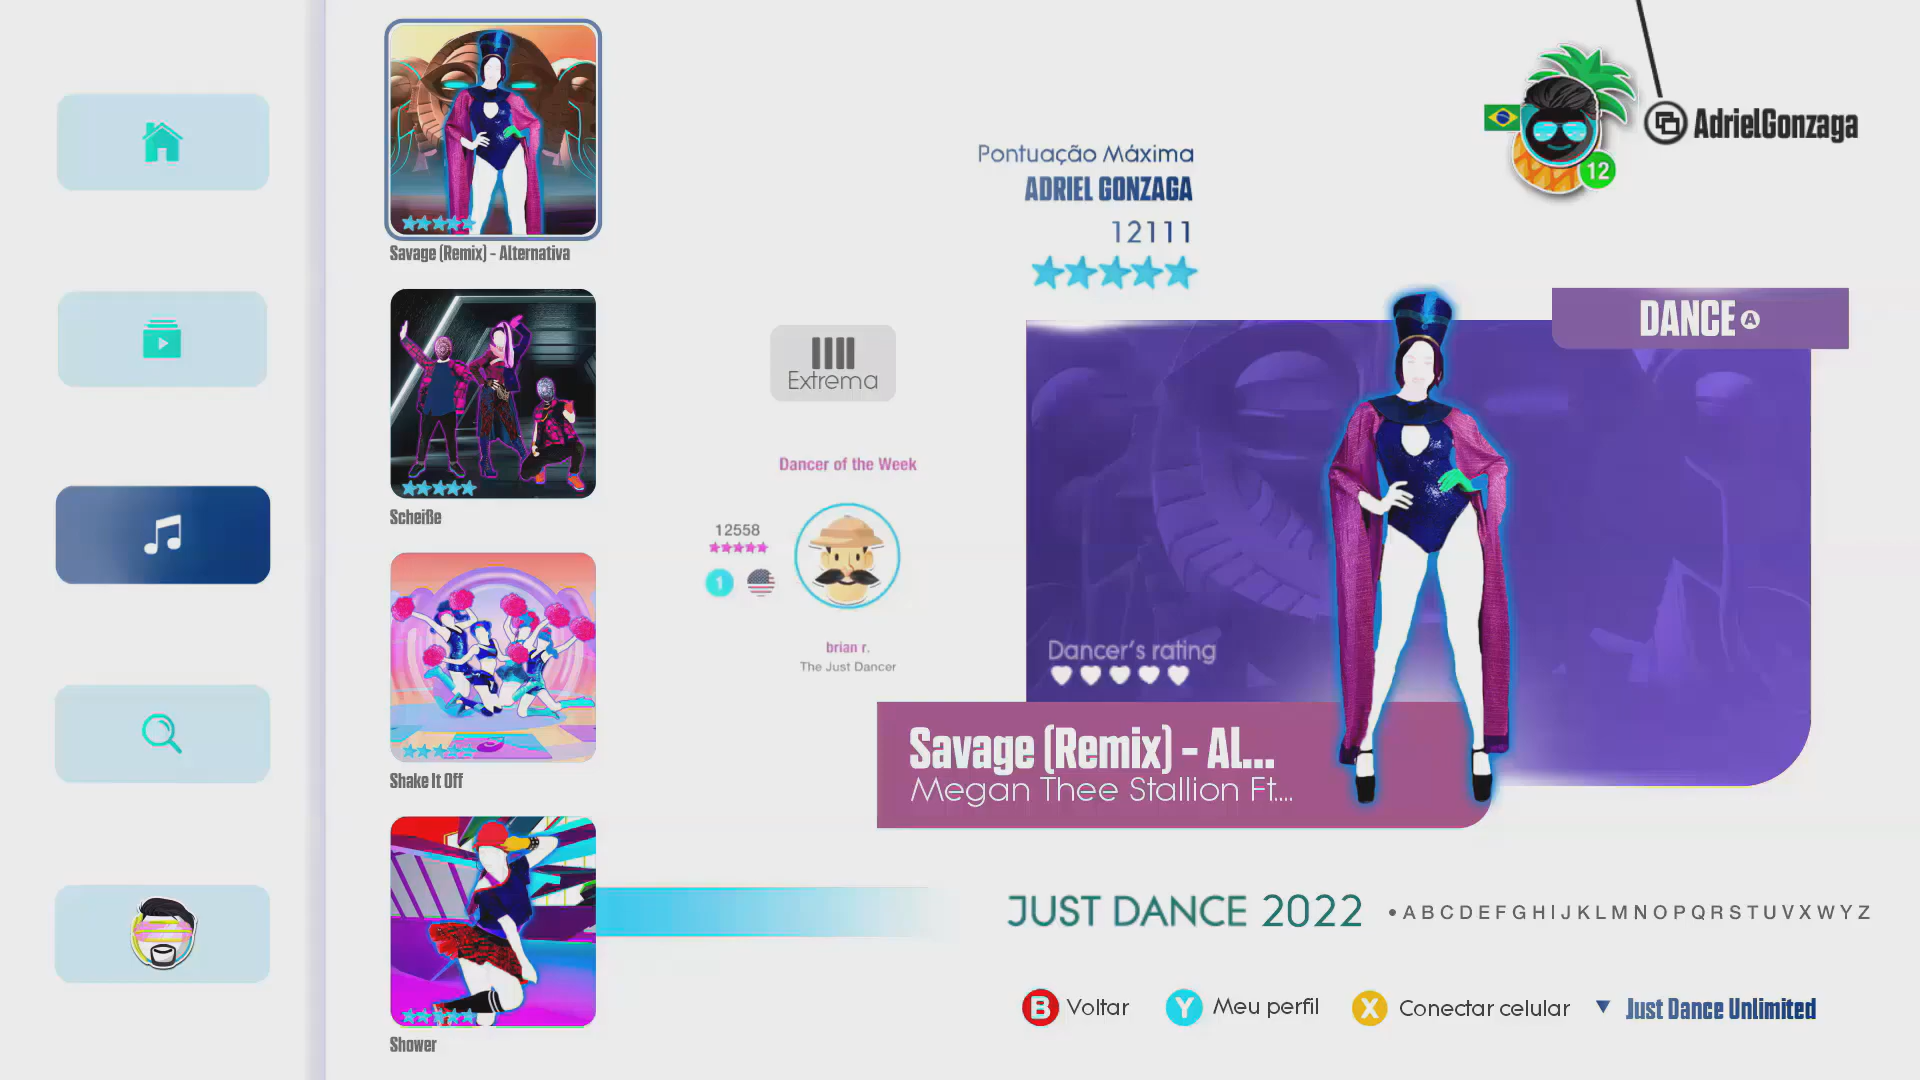 Savage (Remix) - Alternativa
Scheiße
Shake It Off
Shower
Pontuação Máxima
ADRIEL GONZAGA
12111
12
AdrielGonzaga
Extrema
Dancer of the Week
12558
1
brian r.
The Just Dancer
DANCE A
Dancer's rating
Savage (Remix) - Al...
Megan Thee Stallion Ft....
JUST DANCE 2022
•ABCDEFGHIJKLMNOPQRSTUVXWYZ
B Voltar
Y Meu perfil
X Conectar celular
Just Dance Unlimited